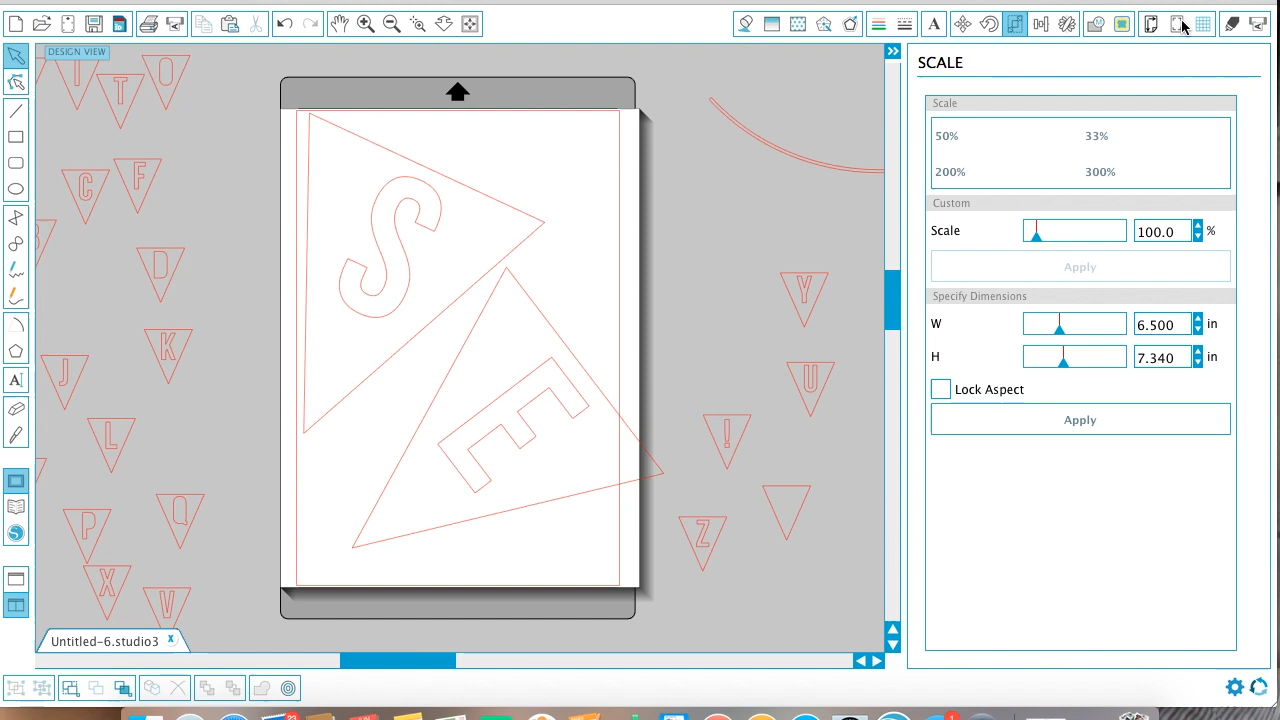 A
M
DESIGN VIEW
SCALE
Scale
50% 33%
200% 300%
Custom
Scale 100.0 %
Apply
Specify Dimensions
W 6.500 in
H 7.340 in
Lock Aspect
Apply
T
O
C
F
D
K
J
L
Q
P
X
V
S
E
Y
U
!
Z
Untitled-6.studio3 x